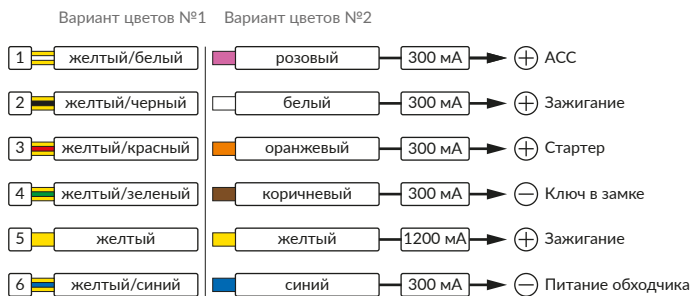 Вариант цветов №1 Вариант цветов №2
1 желтый/белый розовый 300 мА + ACC
2 желтый/черный белый 300 мА + Зажигание
3 желтый/красный оранжевый 300 мА + Стартер
4 желтый/зеленый коричневый 300 мА − Ключ в замке
5 желтый желтый 1200 мА + Зажигание
6 желтый/синий синий 300 мА − Питание обходчика